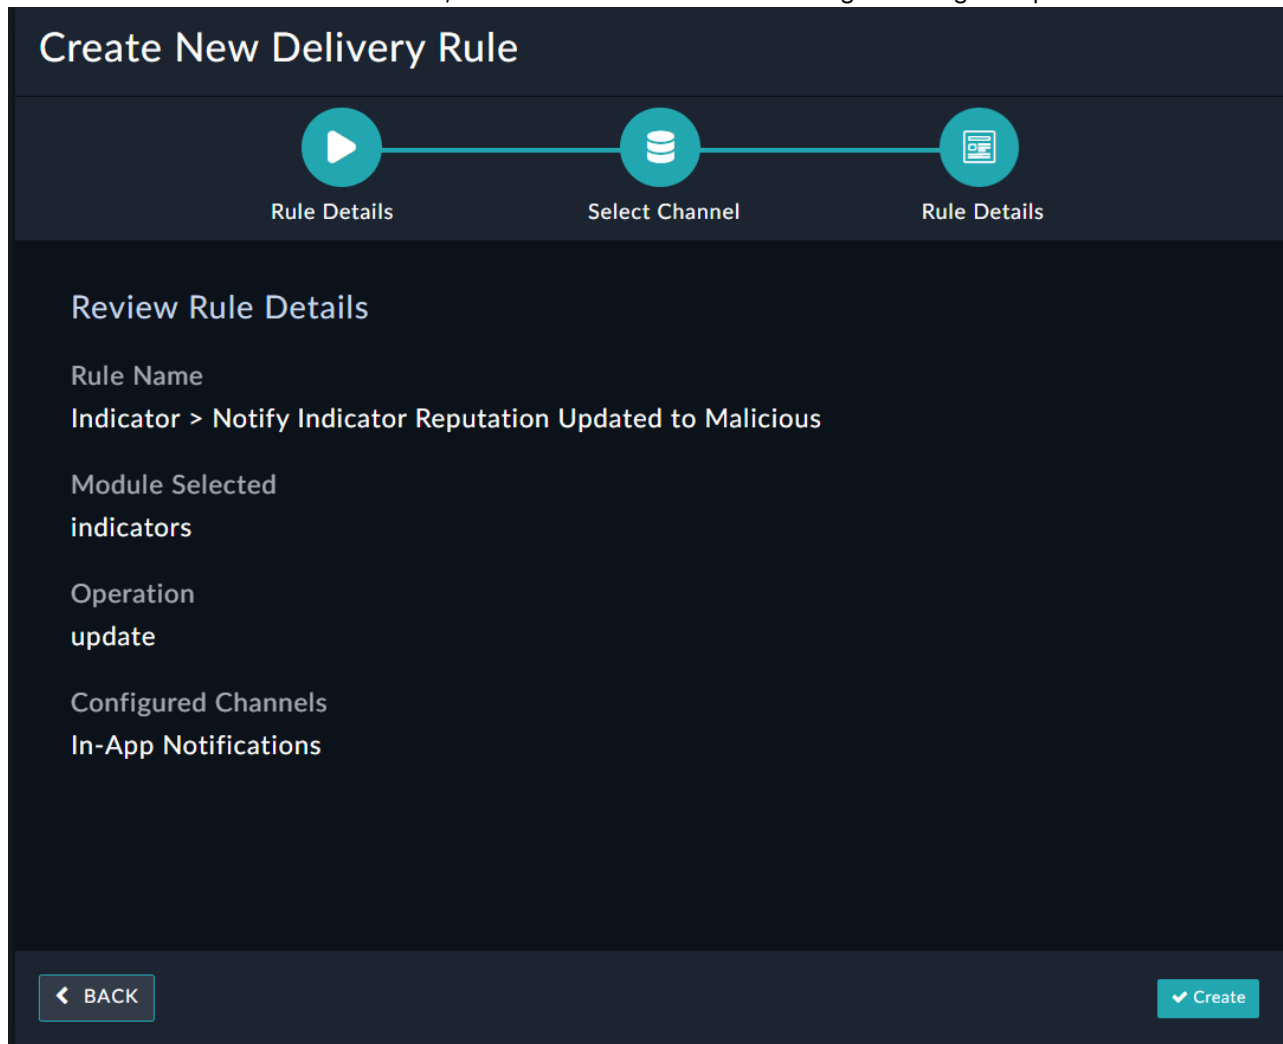 Create New Delivery Rule
Rule Details
Select Channel
Rule Details
Review Rule Details
Rule Name
Indicator > Notify Indicator Reputation Updated to Malicious
Module Selected
indicators
Operation
update
Configured Channels
In-App Notifications
BACK
Create